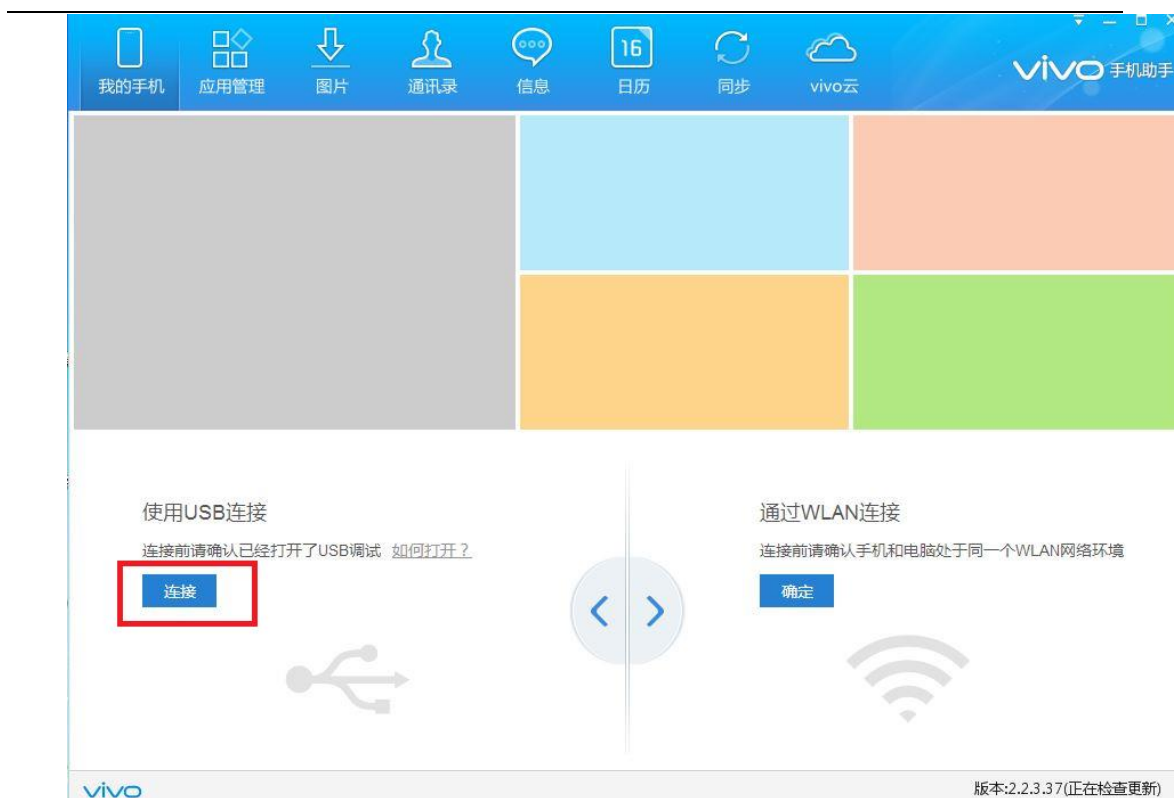 我的手机 应用管理 图片 通讯录 信息 16 日历 同步 vivo云 vivo 手机助手
使用USB连接
连接前请确认已经打开了USB调试 如何打开？
连接
通过WLAN连接
连接前请确认手机和电脑处于同一个WLAN网络环境
确定
vivo 版本:2.2.3.37(正在检查更新)